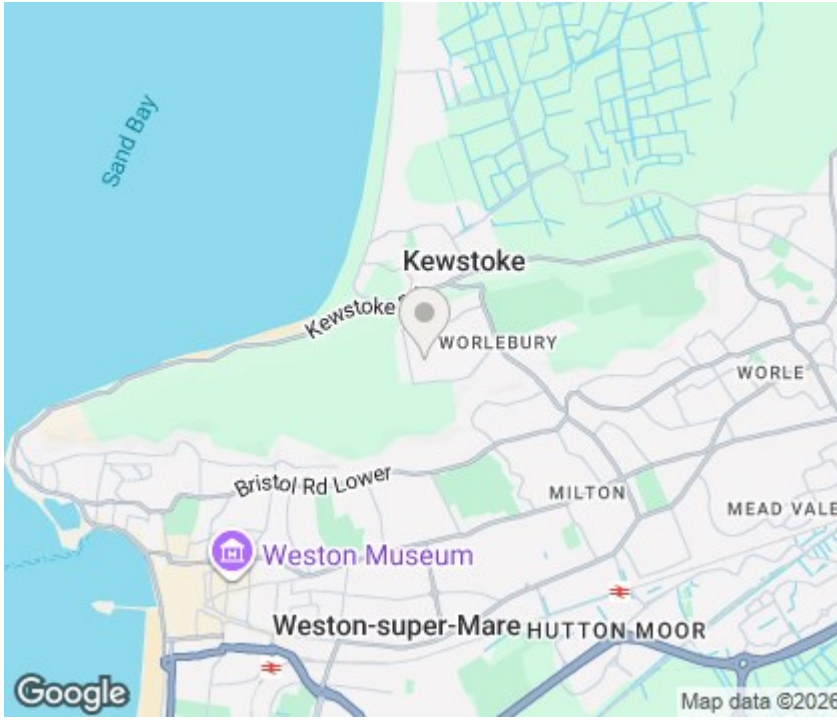 Sand Bay
Kewstoke
Kewstoke
WORLEBURY
WORLE
Bristol Rd Lower
MILTON
MEAD VALE
Weston Museum
Weston-super-Mare
HUTTON MOOR
Google
Map data ©2026